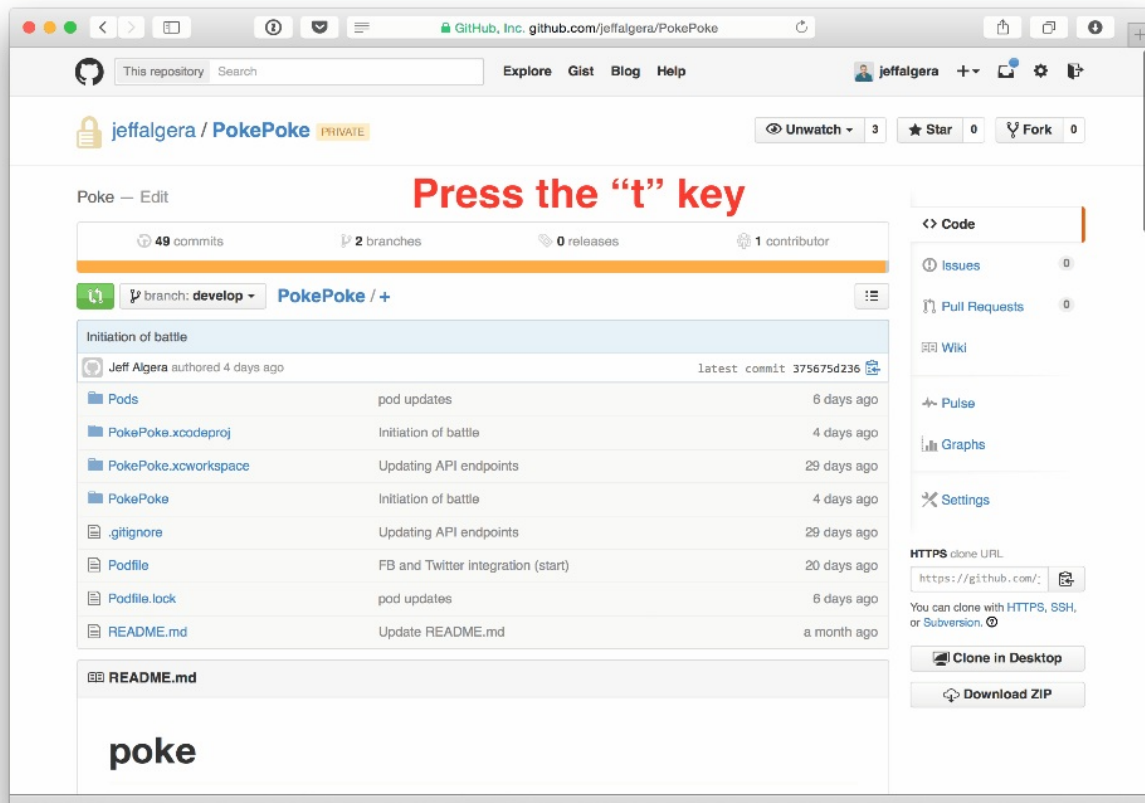 GitHub, Inc. github.com/jeffalgera/PokePoke
This repository Search Explore Gist Blog Help jeffalgera
jeffalgera / PokePoke PRIVATE Unwatch 3 Star 0 Fork 0
Poke — Edit
Press the “t” key
49 commits 2 branches 0 releases 1 contributor
branch: develop PokePoke / +
Initiation of battle
Jeff Algera authored 4 days ago latest commit 375675d236
Pods pod updates 6 days ago
PokePoke.xcodeproj Initiation of battle 4 days ago
PokePoke.xcworkspace Updating API endpoints 29 days ago
PokePoke Initiation of battle 4 days ago
.gitignore Updating API endpoints 29 days ago
Podfile FB and Twitter integration (start) 20 days ago
Podfile.lock pod updates 6 days ago
README.md Update README.md a month ago
README.md
poke
Code
Issues 0
Pull Requests 0
Wiki
Pulse
Graphs
Settings
HTTPS clone URL
https://github.com/
You can clone with HTTPS, SSH,
or Subversion.
Clone in Desktop
Download ZIP